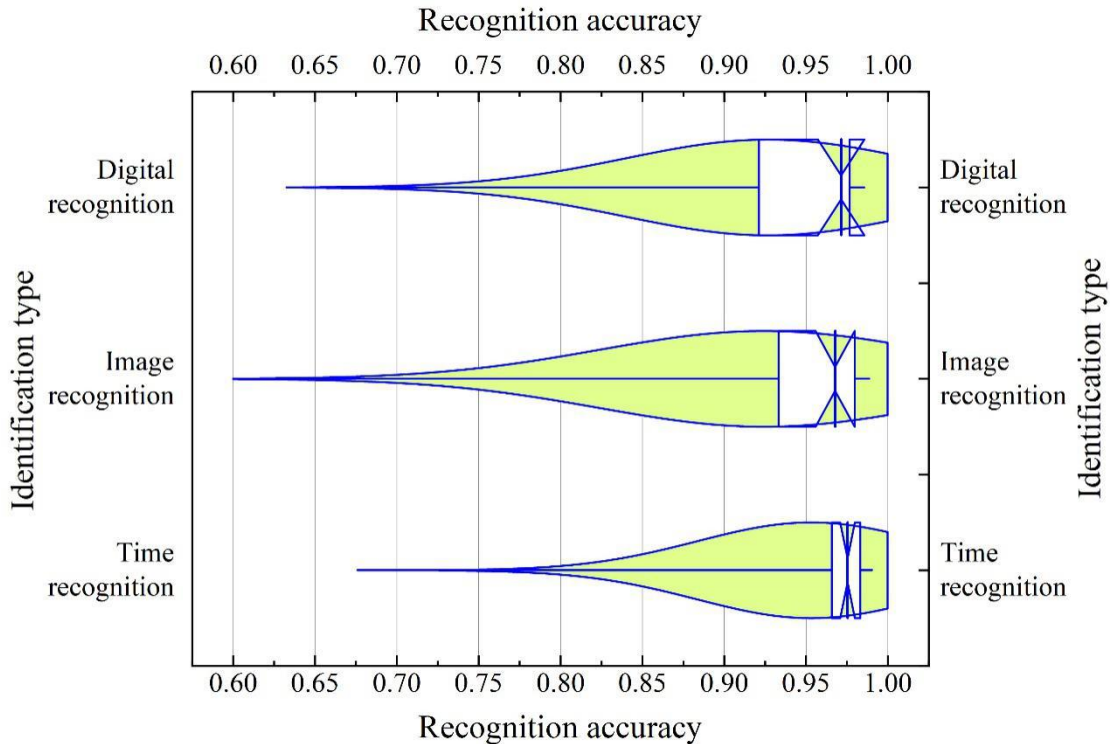 Recognition accuracy
0.60 0.65 0.70 0.75 0.80 0.85 0.90 0.95 1.00
Identification type
Digital
recognition
Image
recognition
Time
recognition
Digital
recognition
Image
recognition
Time
recognition
Identification type
0.60 0.65 0.70 0.75 0.80 0.85 0.90 0.95 1.00
Recognition accuracy